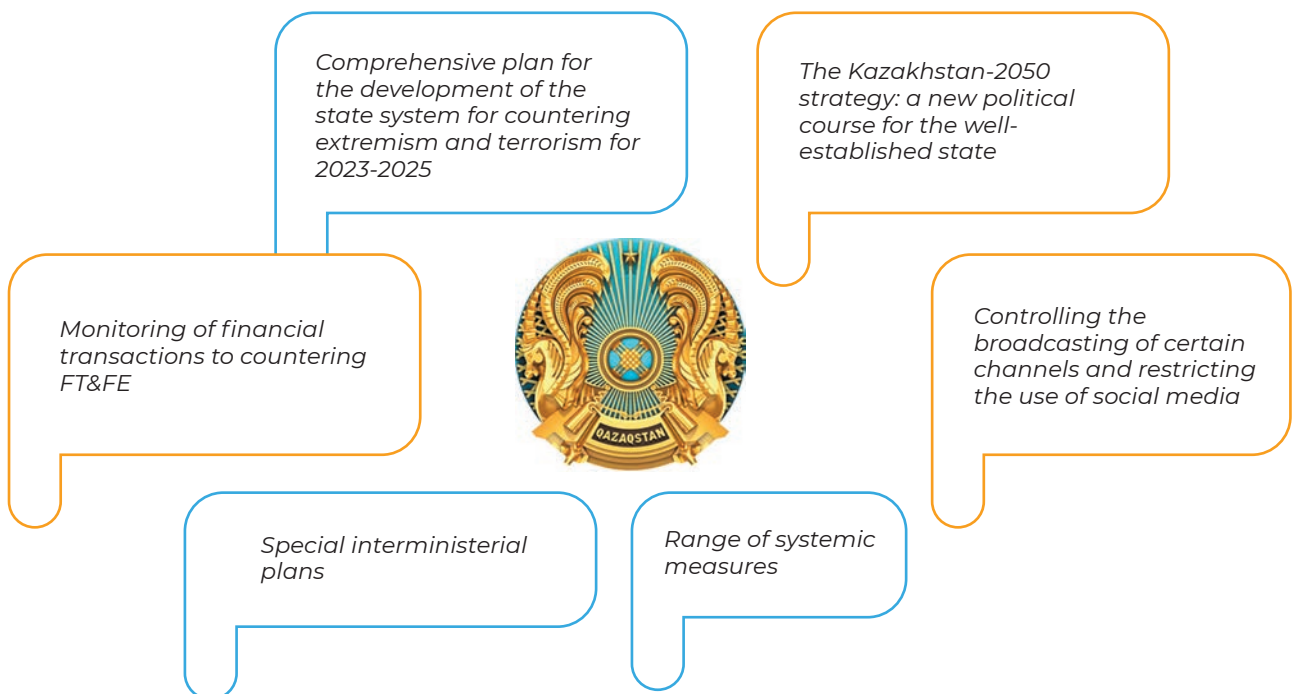 Comprehensive plan for
the development of the
state system for countering
extremism and terrorism for
2023-2025
The Kazakhstan-2050
strategy: a new political
course for the well-
established state
Monitoring of financial
transactions to countering
FT&FE
QAZAQSTAN
Controlling the
broadcasting of certain
channels and restricting
the use of social media
Special interministerial
plans
Range of systemic
measures